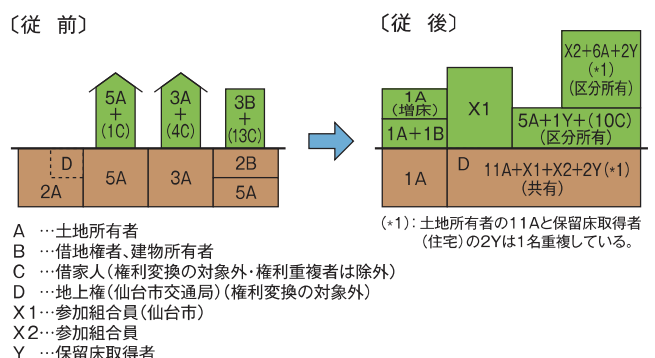 〔従 前〕
5A
+
(1C)
3A
+
(4C)
3B
+
(13C)
D
2A
5A
3A
2B
5A
〔従 後〕
1A
(増床)
1A+1B
X1
X2+6A+2Y
(*1)
(区分所有)
5A+1Y+(10C)
(区分所有)
1A
D
11A+X1+X2+2Y(*1)
(共有)
(*1):土地所有者の11Aと保留床取得者
(住宅)の2Yは1名重複している。
A …土地所有者
B …借地権者、建物所有者
C …借家人(権利変換の対象外・権利重複者は除外)
D …地上権(仙台市交通局)(権利変換の対象外)
X1…参加組合員(仙台市)
X2…参加組合員
Y …保留床取得者